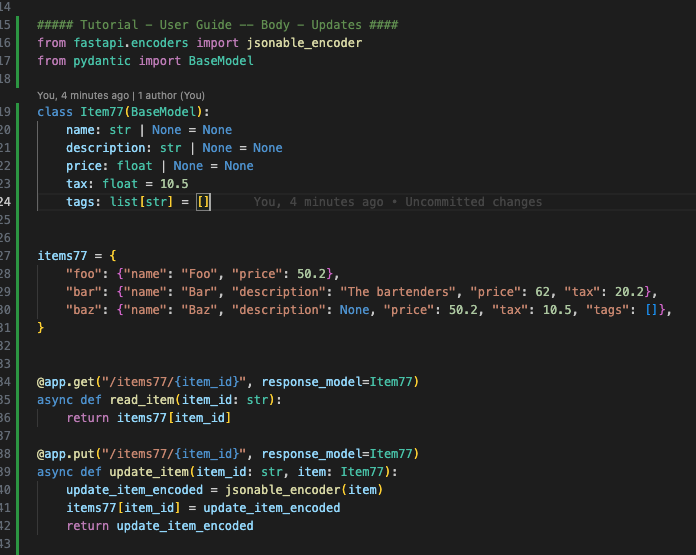 14
15 ##### Tutorial - User Guide -- Body - Updates ####
16 from fastapi.encoders import jsonable_encoder
17 from pydantic import BaseModel
18
You, 4 minutes ago | 1 author (You)
19 class Item77(BaseModel):
20     name: str | None = None
21     description: str | None = None
22     price: float | None = None
23     tax: float = 10.5
24     tags: list[str] = []     You, 4 minutes ago • Uncommitted changes
25
26
27 items77 = {
28     "foo": {"name": "Foo", "price": 50.2},
29     "bar": {"name": "Bar", "description": "The bartenders", "price": 62, "tax": 20.2},
30     "baz": {"name": "Baz", "description": None, "price": 50.2, "tax": 10.5, "tags": []},
31 }
32
33
34 @app.get("/items77/{item_id}", response_model=Item77)
35 async def read_item(item_id: str):
36     return items77[item_id]
37
38 @app.put("/items77/{item_id}", response_model=Item77)
39 async def update_item(item_id: str, item: Item77):
40     update_item_encoded = jsonable_encoder(item)
41     items77[item_id] = update_item_encoded
42     return update_item_encoded
43